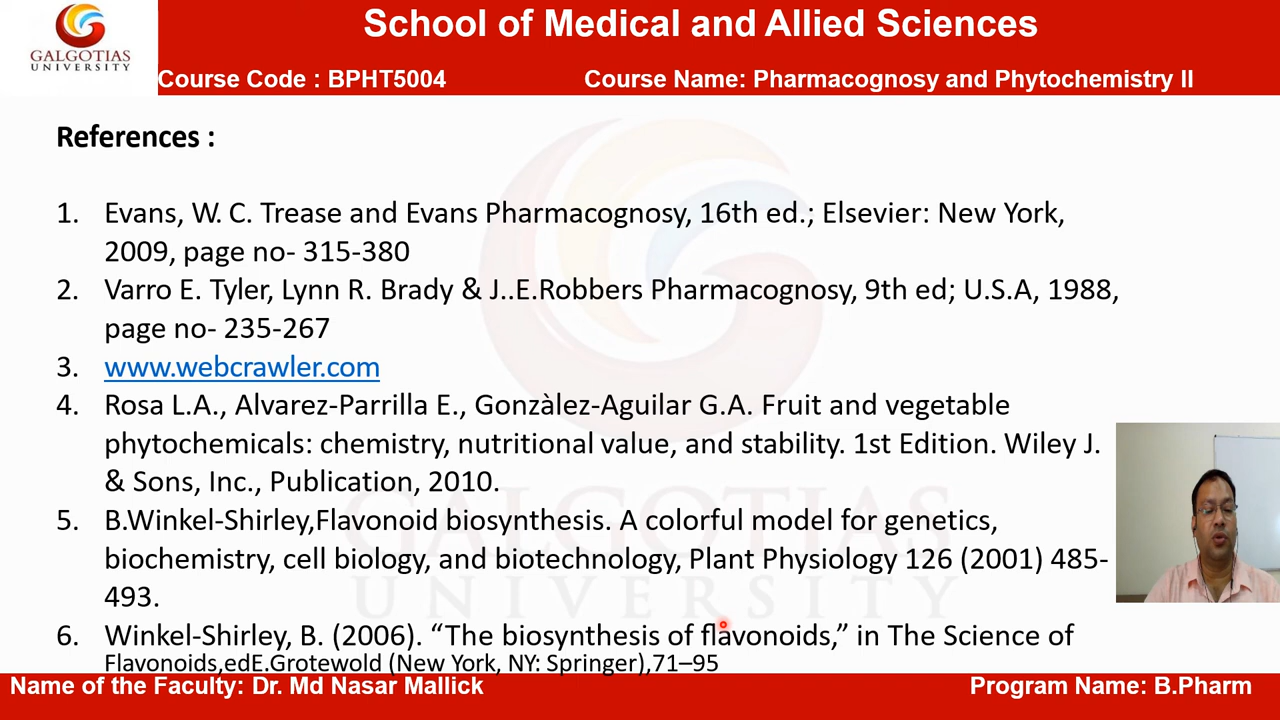 School of Medical and Allied Sciences
GALGOTIAS
UNIVERSITY
Course Code : BPHT5004
Course Name: Pharmacognosy and Phytochemistry II
References :
1. Evans, W. C. Trease and Evans Pharmacognosy, 16th ed.; Elsevier: New York,
2009, page no- 315-380
2. Varro E. Tyler, Lynn R. Brady & J..E.Robbers Pharmacognosy, 9th ed; U.S.A, 1988,
page no- 235-267
3. www.webcrawler.com
4. Rosa L.A., Alvarez-Parrilla E., Gonzàlez-Aguilar G.A. Fruit and vegetable
phytochemicals: chemistry, nutritional value, and stability. 1st Edition. Wiley J.
& Sons, Inc., Publication, 2010.
5. B.Winkel-Shirley,Flavonoid biosynthesis. A colorful model for genetics,
biochemistry, cell biology, and biotechnology, Plant Physiology 126 (2001) 485-
493.
6. Winkel-Shirley, B. (2006). “The biosynthesis of flavonoids,” in The Science of
Flavonoids,edE.Grotewold (New York, NY: Springer),71–95
GALGOTIAS
UNIVERSITY
Name of the Faculty: Dr. Md Nasar Mallick
Program Name: B.Pharm